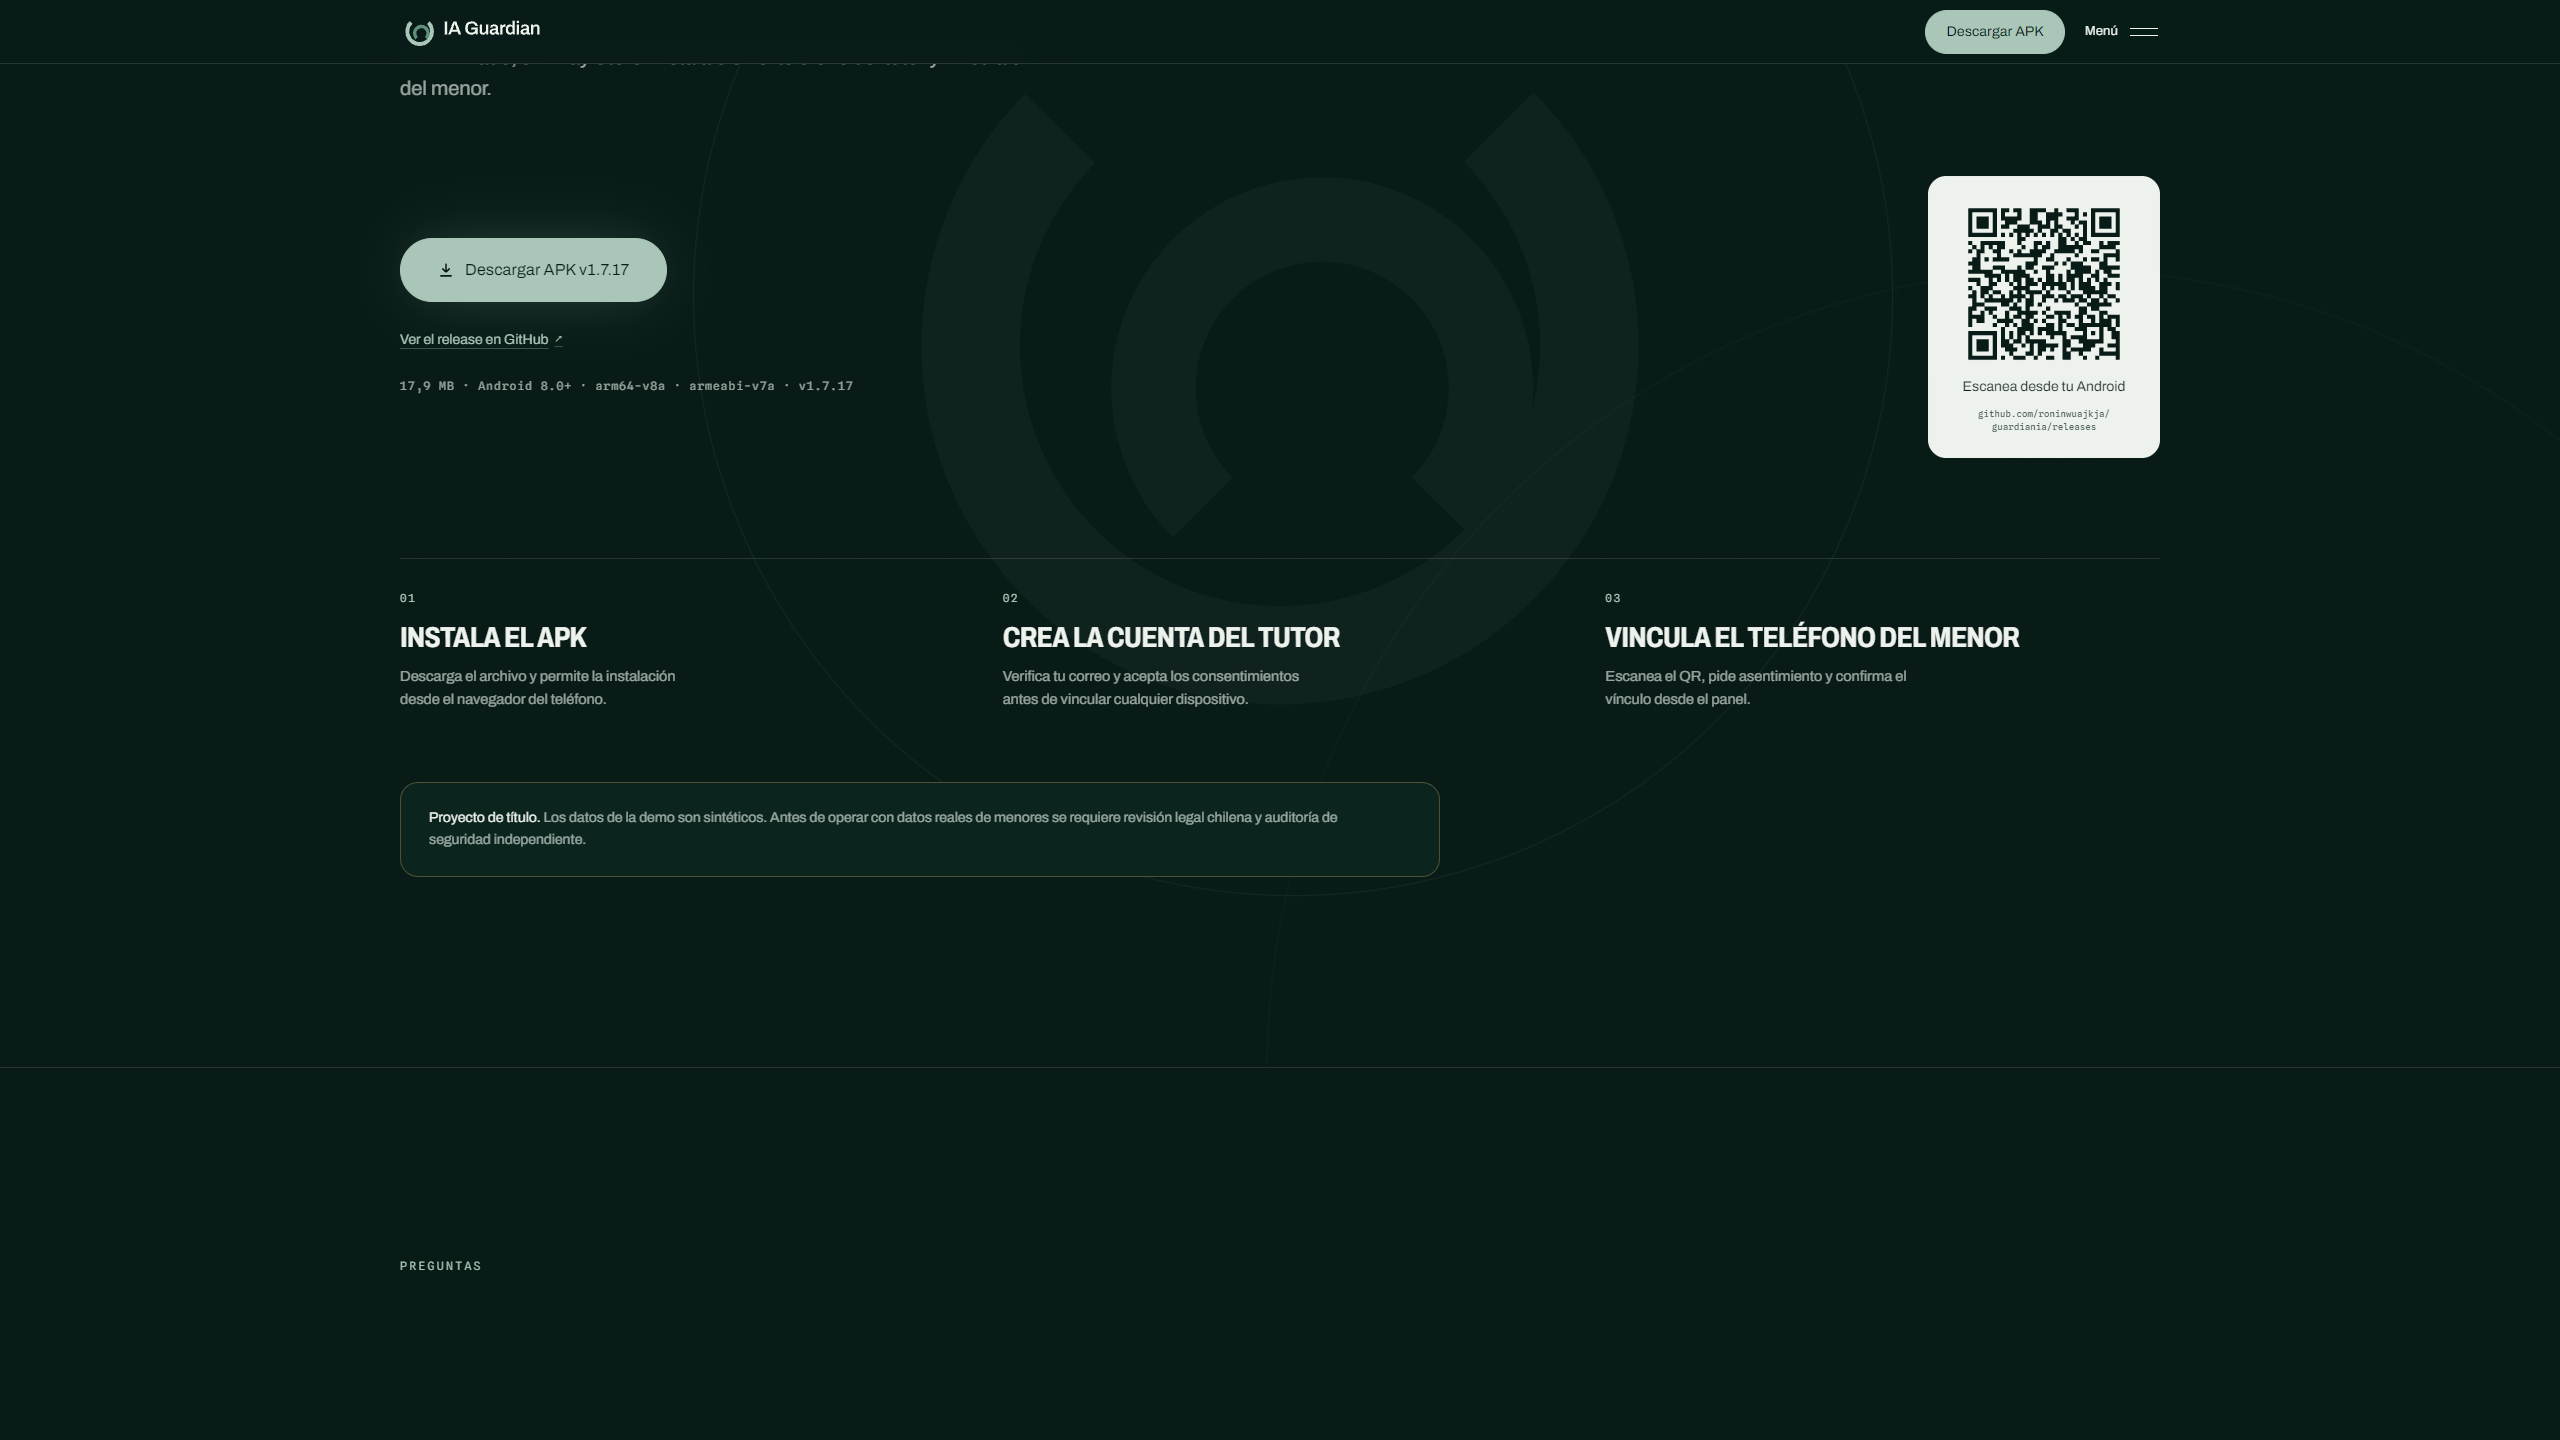 IA Guardian
Descargar APK
Menú
del menor.
Descargar APK v1.7.17
Ver el release en GitHub ↗
17,9 MB · Android 8.0+ · arm64-v8a · armeabi-v7a · v1.7.17
Escanea desde tu Android
github.com/roninwuajkja/
guardiania/releases
01
INSTALA EL APK
Descarga el archivo y permite la instalación
desde el navegador del teléfono.
02
CREA LA CUENTA DEL TUTOR
Verifica tu correo y acepta los consentimientos
antes de vincular cualquier dispositivo.
03
VINCULA EL TELÉFONO DEL MENOR
Escanea el QR, pide asentimiento y confirma el
vínculo desde el panel.
Proyecto de título. Los datos de la demo son sintéticos. Antes de operar con datos reales de menores se requiere revisión legal chilena y auditoría de
seguridad independiente.
PREGUNTAS